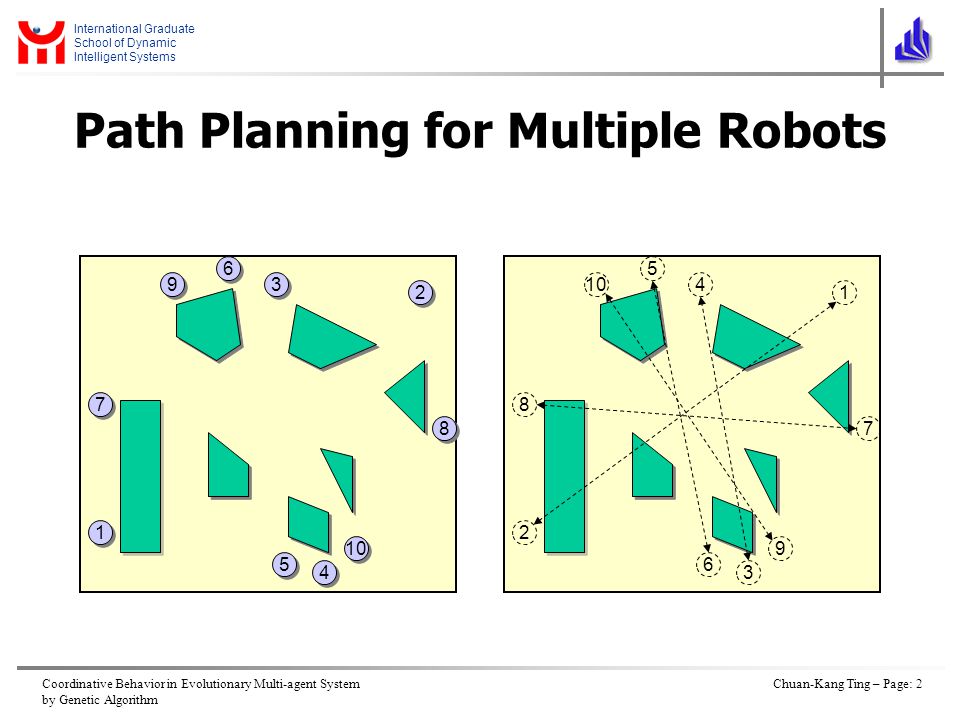 International Graduate
School of Dynamic
Intelligent Systems
Path Planning for Multiple Robots
6
9
3
2
7
8
1
10
5
4
5
10
4
1
8
7
2
9
6
3
Coordinative Behavior in Evolutionary Multi-agent System
by Genetic Algorithm
Chuan-Kang Ting – Page: 2